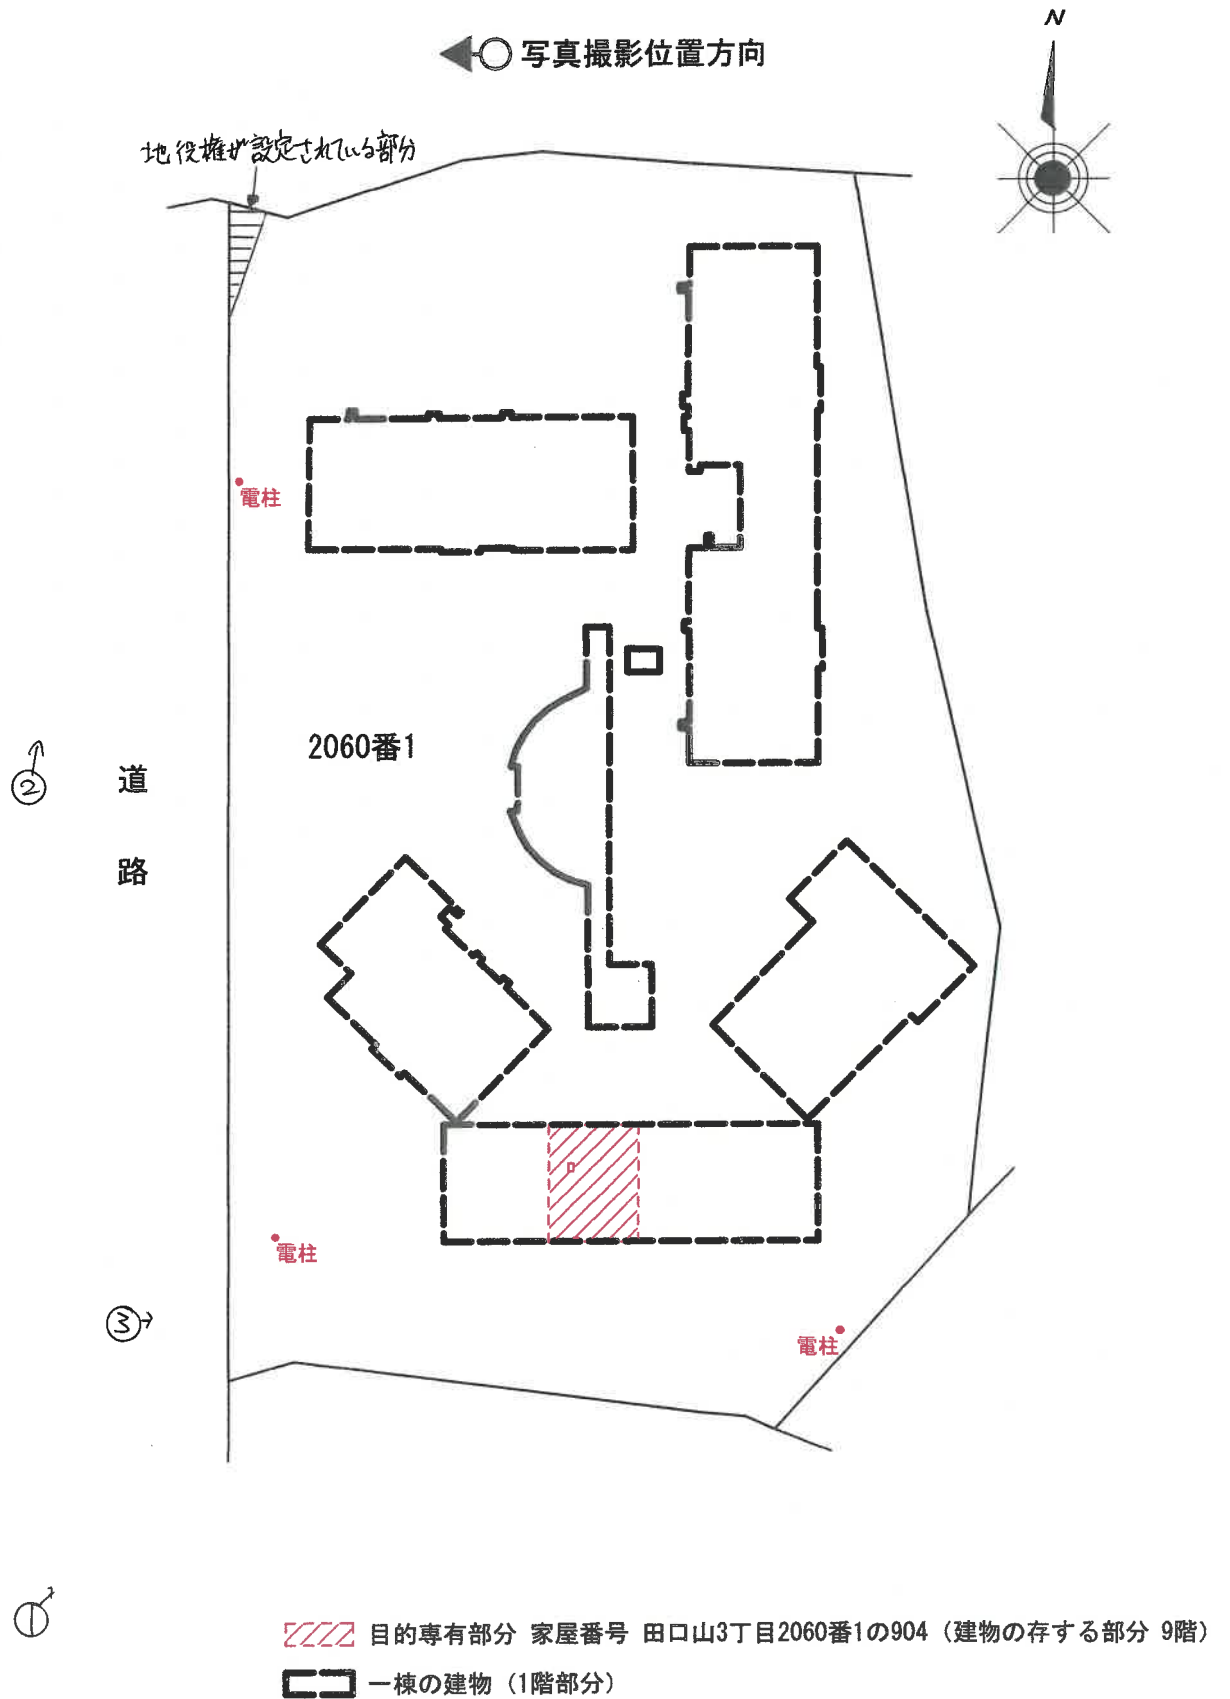 N
写真撮影位置方向
地役権が設定されている部分
電柱
2060番1
②
道
路
電柱
③
電柱
①
目的専有部分 家屋番号 田口山3丁目2060番1の904（建物の存する部分 9階）
一棟の建物（1階部分）